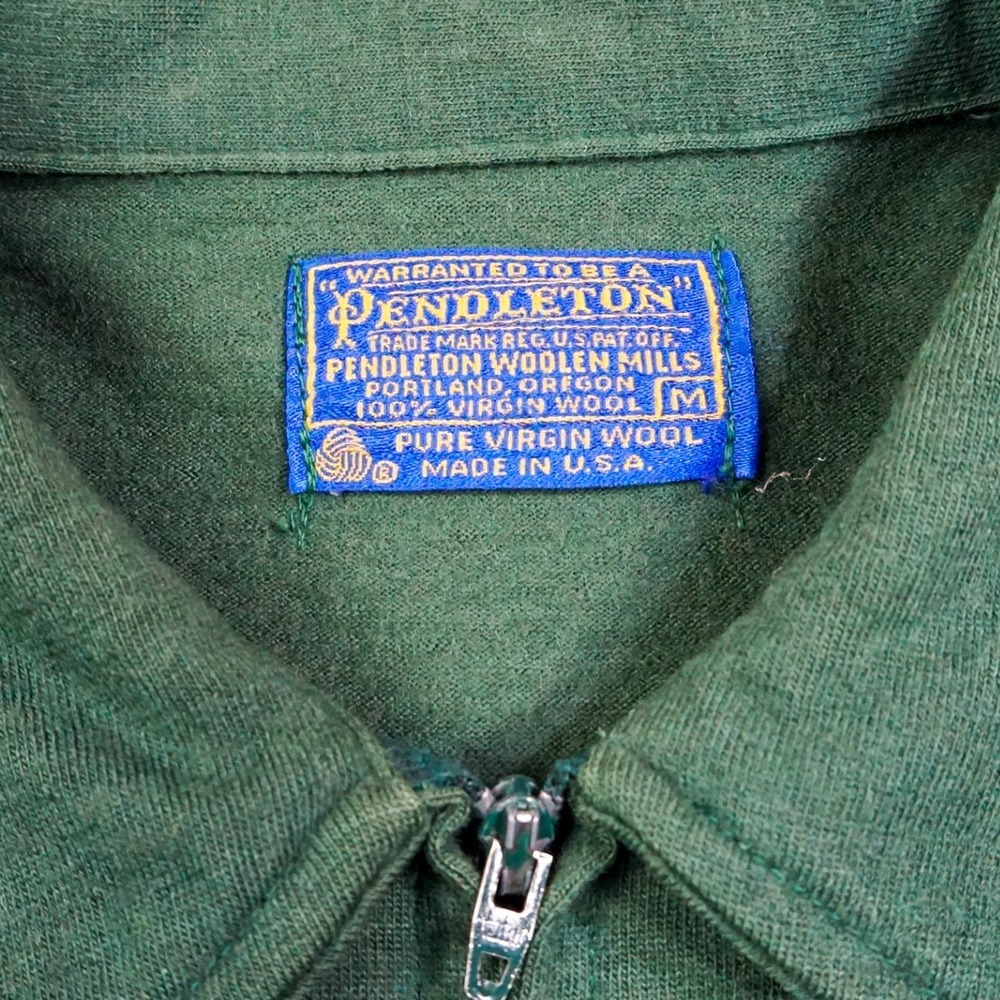 WARRANTED TO BE A
"PENDLETON"
TRADE MARK REG. U.S. PAT. OFF.
PENDLETON WOOLEN MILLS
PORTLAND, OREGON
100% VIRGIN WOOL M
PURE VIRGIN WOOL
® MADE IN U.S.A.